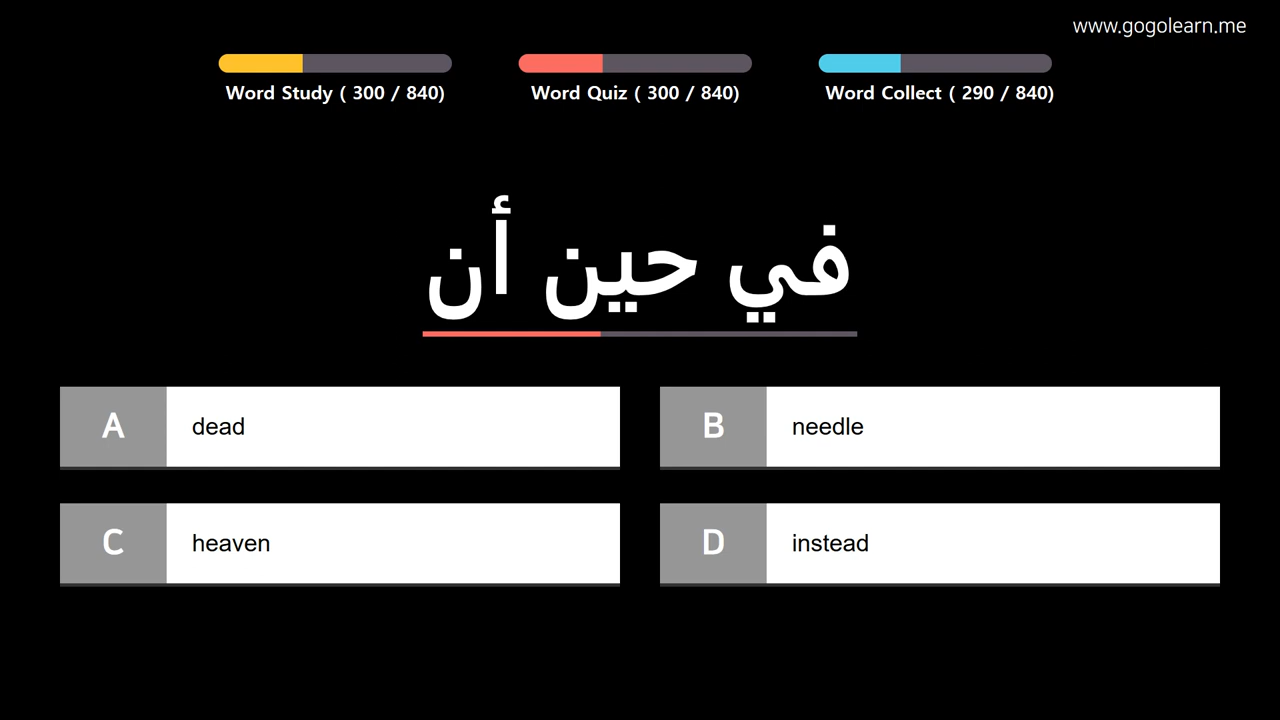 www.gogolearn.me
Word Study ( 300 / 840)
Word Quiz ( 300 / 840)
Word Collect ( 290 / 840)
في حين أن
A dead
B needle
C heaven
D instead